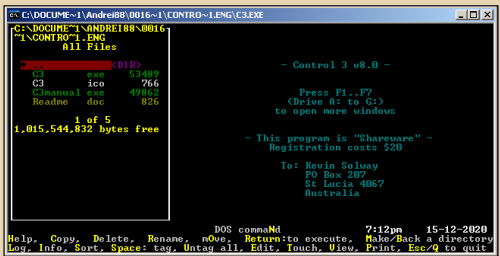 C:\DOCUME~1\Andrei88\0016~1\CONTRO~1.ENG\C3.EXE
C:\DOCUME~1\ANDREI88\0016~1\CONTRO~1.ENG
All Files
.. <DIR>
C3 exe 53489
C3 ico 766
C3manual exe 49862
Readme doc 826
1 of 5
1,015,544,832 bytes free
- Control 3 v8.0 -
Press F1..F7
(Drive A: to G:)
to open more windows
- This program is "Shareware" -
Registration costs $20
To: Kevin Solway
PO Box 207
St Lucia 4067
Australia
DOS commaNd 7:12pm 15-12-2020
Help, Copy, Delete, Rename, mOve, Return:to execute, Make/Back a directory
Log, Info, Sort, Space: tag, Untag all, Edit, Touch, View, Print, Esc/Q to quit